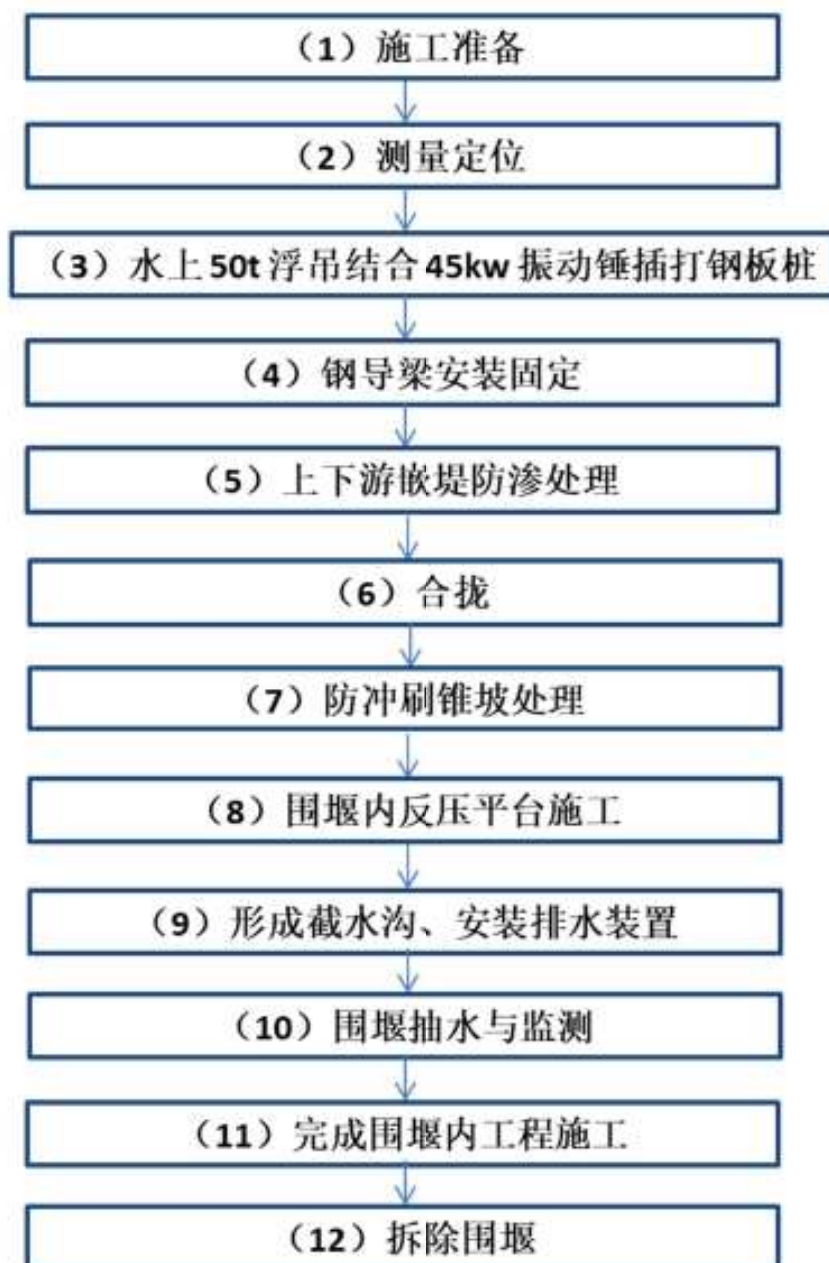 （1）施工准备
（2）测量定位
（3）水上50t浮吊结合45kw振动锤插打钢板桩
（4）钢导梁安装固定
（5）上下游嵌堤防渗处理
（6）合拢
（7）防冲刷锥坡处理
（8）围堰内反压平台施工
（9）形成截水沟、安装排水装置
（10）围堰抽水与监测
（11）完成围堰内工程施工
（12）拆除围堰